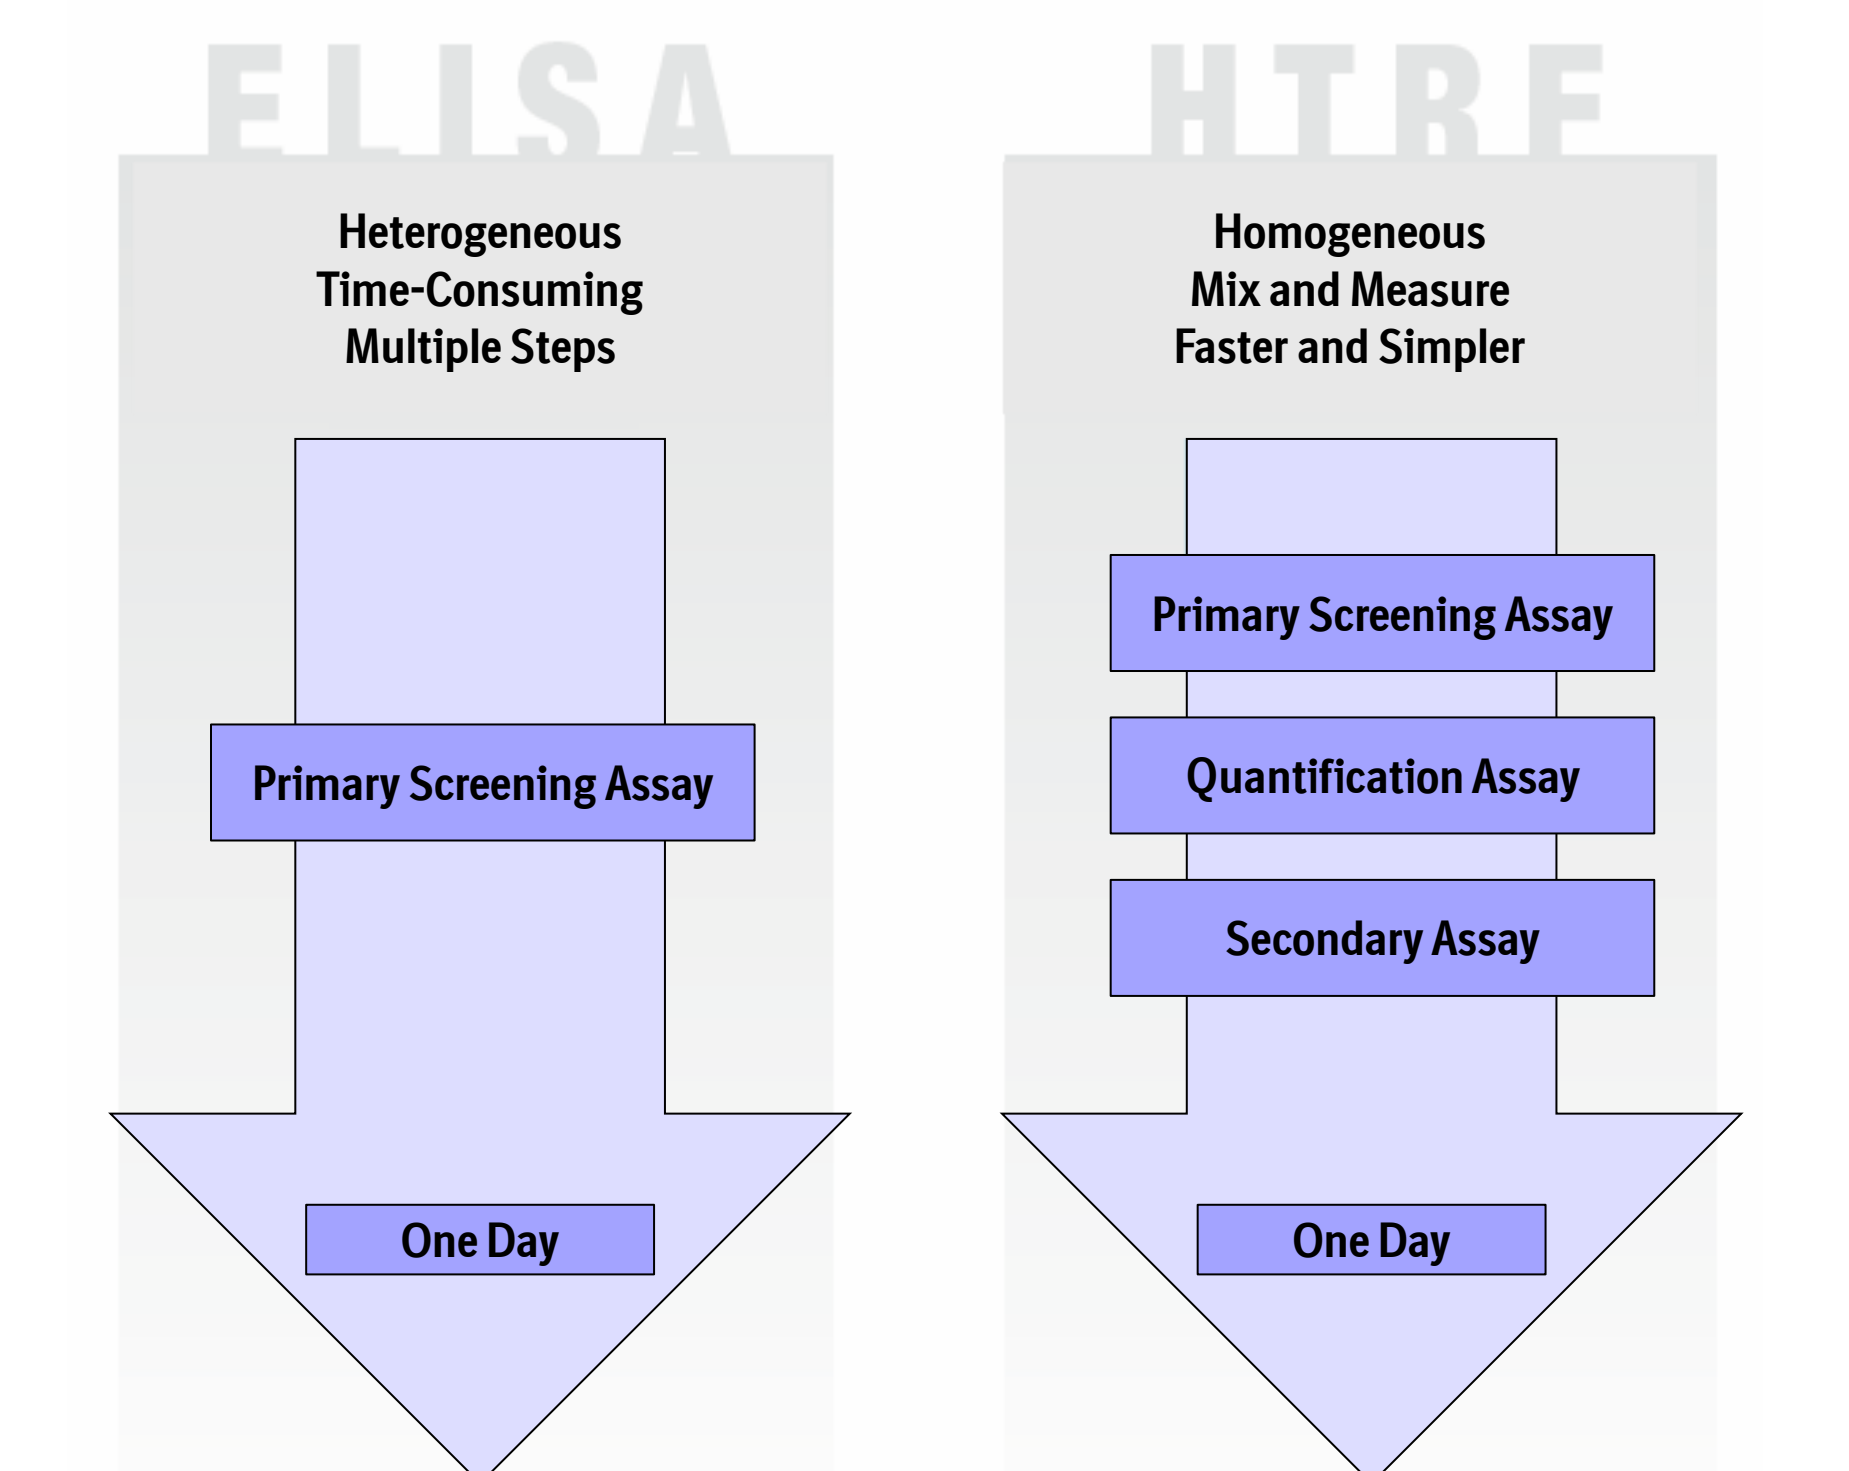 ELISA
Heterogeneous
Time-Consuming
Multiple Steps
Primary Screening Assay
One Day
HTRF
Homogeneous
Mix and Measure
Faster and Simpler
Primary Screening Assay
Quantification Assay
Secondary Assay
One Day